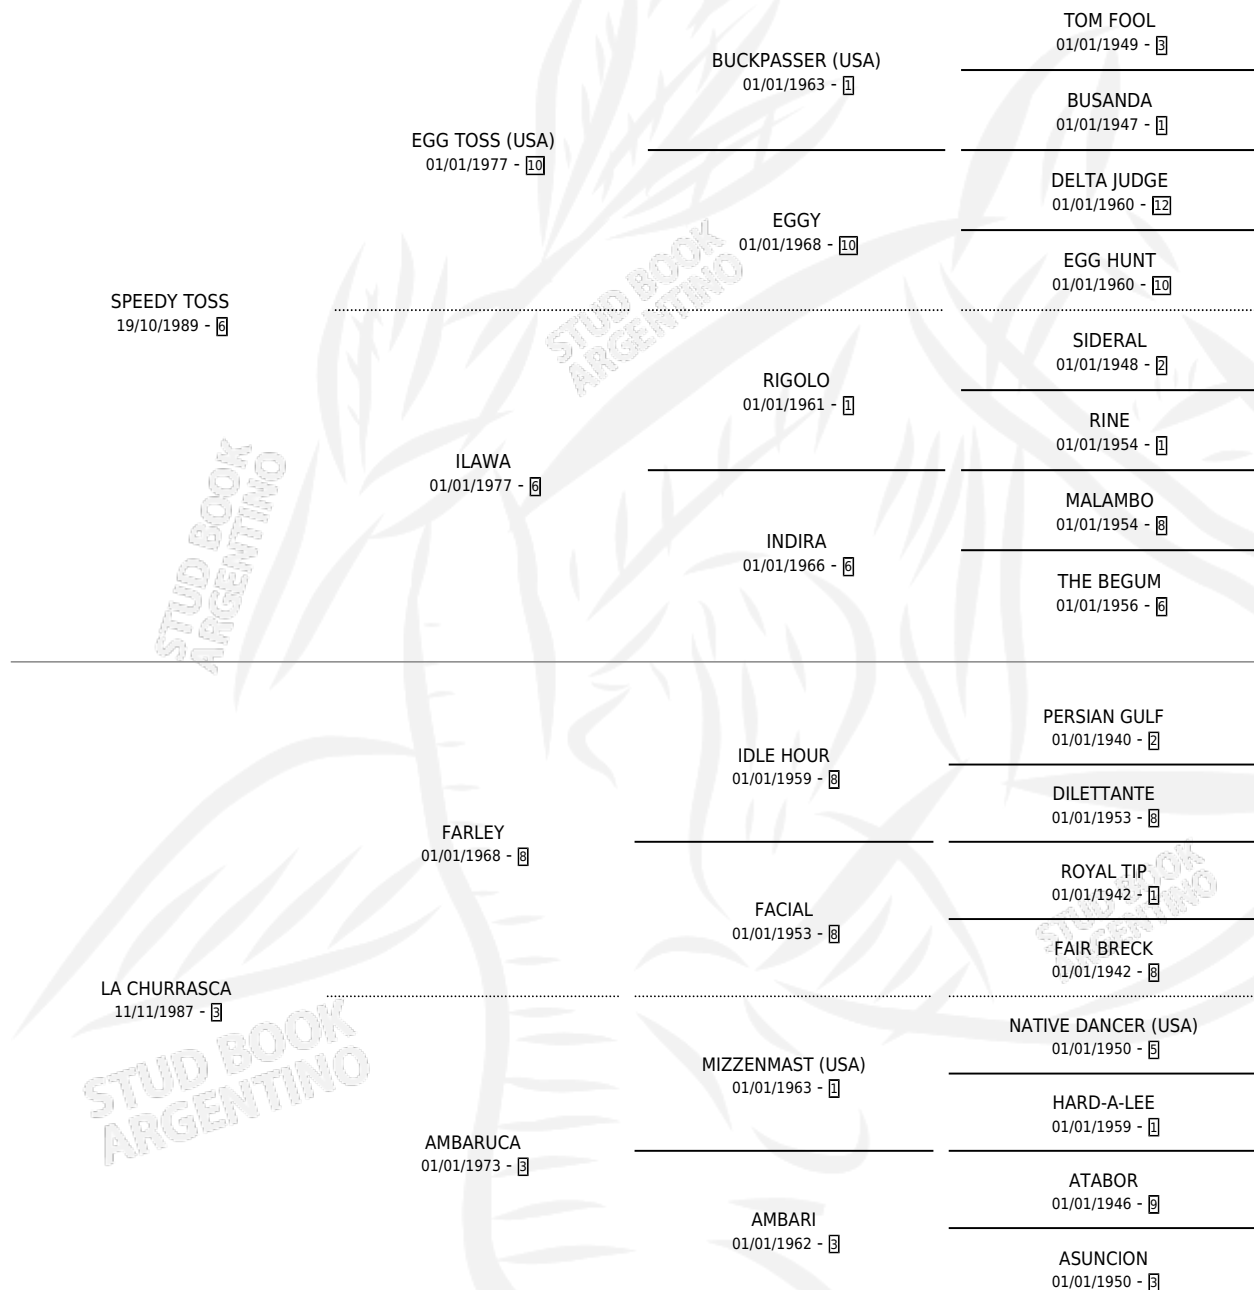 TOM FOOL
01/01/1949 - 3
BUCKPASSER (USA)
01/01/1963 - 1
BUSANDA
01/01/1947 - 1
EGG TOSS (USA)
01/01/1977 - 10
DELTA JUDGE
01/01/1960 - 12
EGGY
01/01/1968 - 10
EGG HUNT
01/01/1960 - 10
SPEEDY TOSS
19/10/1989 - 6
SIDERAL
01/01/1948 - 2
RIGOLO
01/01/1961 - 1
RINE
01/01/1954 - 1
ILAWA
01/01/1977 - 6
MALAMBO
01/01/1954 - 8
INDIRA
01/01/1966 - 6
THE BEGUM
01/01/1956 - 6
STUD BOOK
ARGENTINO
STUD BOOK
ARGENTINO
PERSIAN GULF
01/01/1940 - 2
IDLE HOUR
01/01/1959 - 8
DILETTANTE
01/01/1953 - 8
FARLEY
01/01/1968 - 8
ROYAL TIP
01/01/1942 - 1
FACIAL
01/01/1953 - 8
FAIR BRECK
01/01/1942 - 8
LA CHURRASCA
11/11/1987 - 3
NATIVE DANCER (USA)
01/01/1950 - 5
MIZZENMAST (USA)
01/01/1963 - 1
HARD-A-LEE
01/01/1959 - 1
AMBARUCA
01/01/1973 - 3
ATABOR
01/01/1946 - 9
AMBARI
01/01/1962 - 3
ASUNCION
01/01/1950 - 3
STUD BOOK
ARGENTINO
STUD BOOK
ARGENTINO